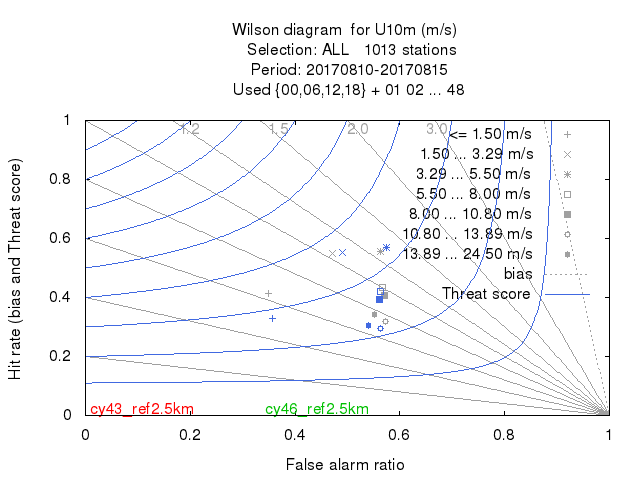 Wilson diagram for U10m (m/s)
Selection: ALL 1013 stations
Period: 20170810-20170815
Used {00,06,12,18} + 01 02 ... 48
1.2 1.5 2.0 3.0
<= 1.50 m/s
1.50 ... 3.29 m/s
3.29 ... 5.50 m/s
5.50 ... 8.00 m/s
8.00 ... 10.80 m/s
10.80 ... 13.89 m/s
13.89 ... 24.50 m/s
bias
Threat score
1
0.8
0.6
0.4
0.2
0
Hit rate (bias and Threat score)
cy43_ref2.5km cy46_ref2.5km
0 0.2 0.4 0.6 0.8 1
False alarm ratio